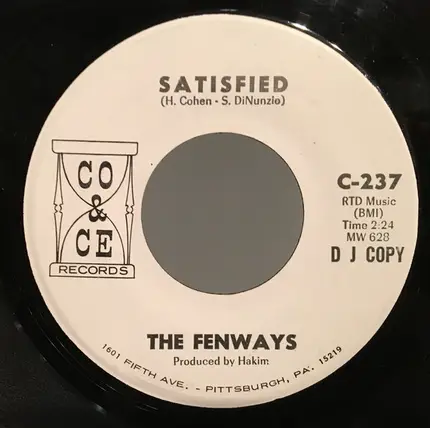 SATISFIED
(H. Cohen - S. DiNunzio)
CO
&
CE
RECORDS
C-237
RTD Music
(BMI)
Time 2:24
MW 628
D J COPY
THE FENWAYS
Produced by Hakim
1601 FIFTH AVE. - PITTSBURGH, PA. 15219